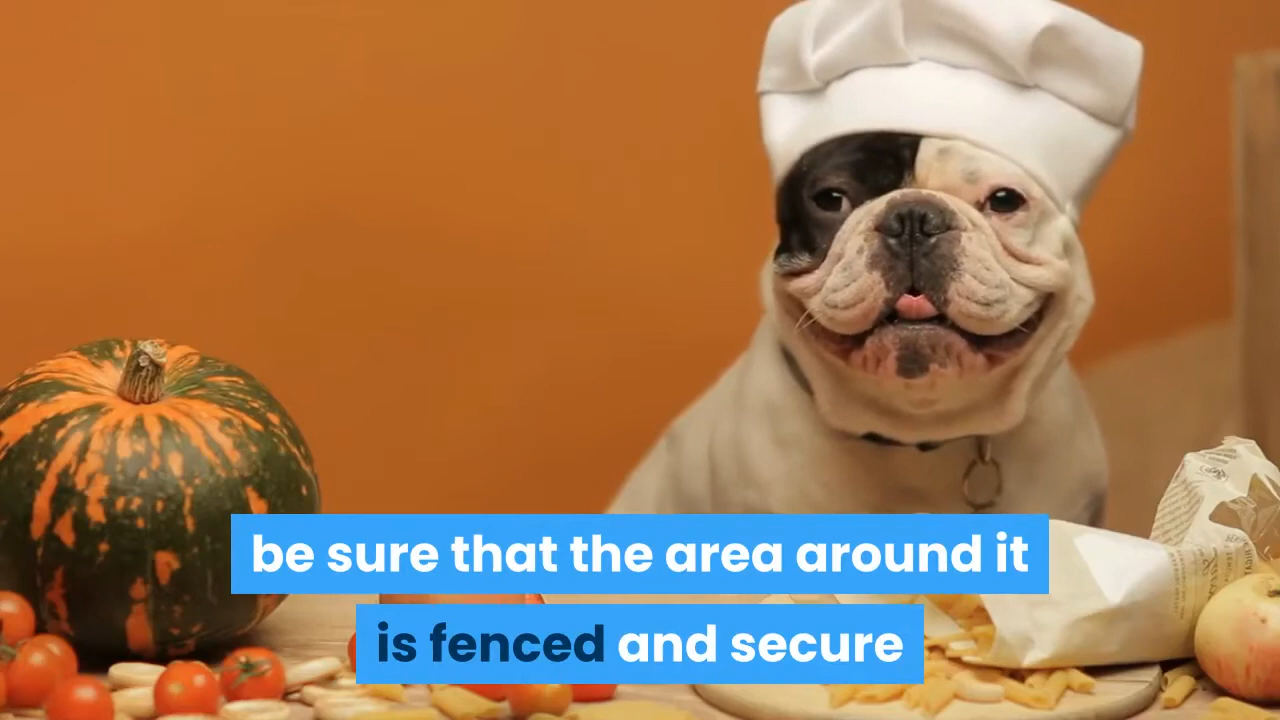 be sure that the area around it
is fenced and secure